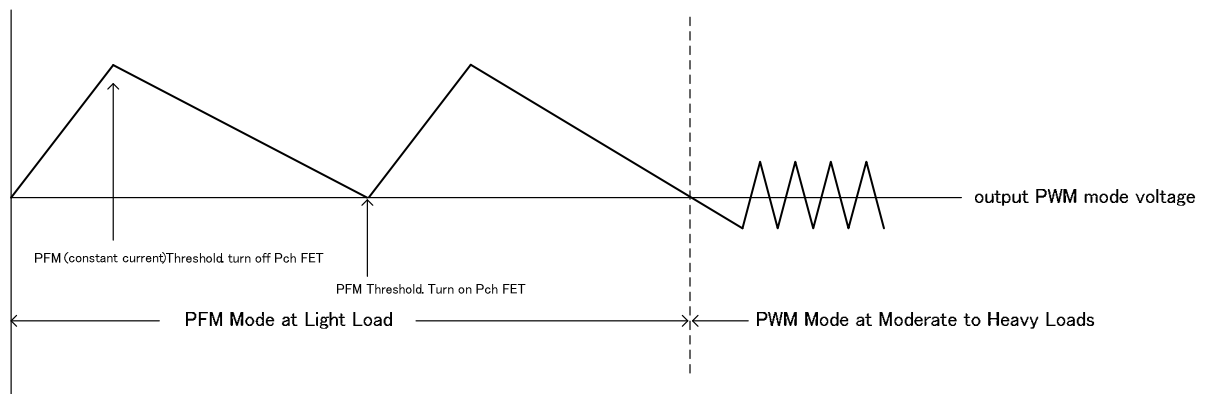 output PWM mode voltage
PFM (constant current)Threshold. turn off Pch FET
PFM Threshold. Turn on Pch FET
PFM Mode at Light Load
PWM Mode at Moderate to Heavy Loads